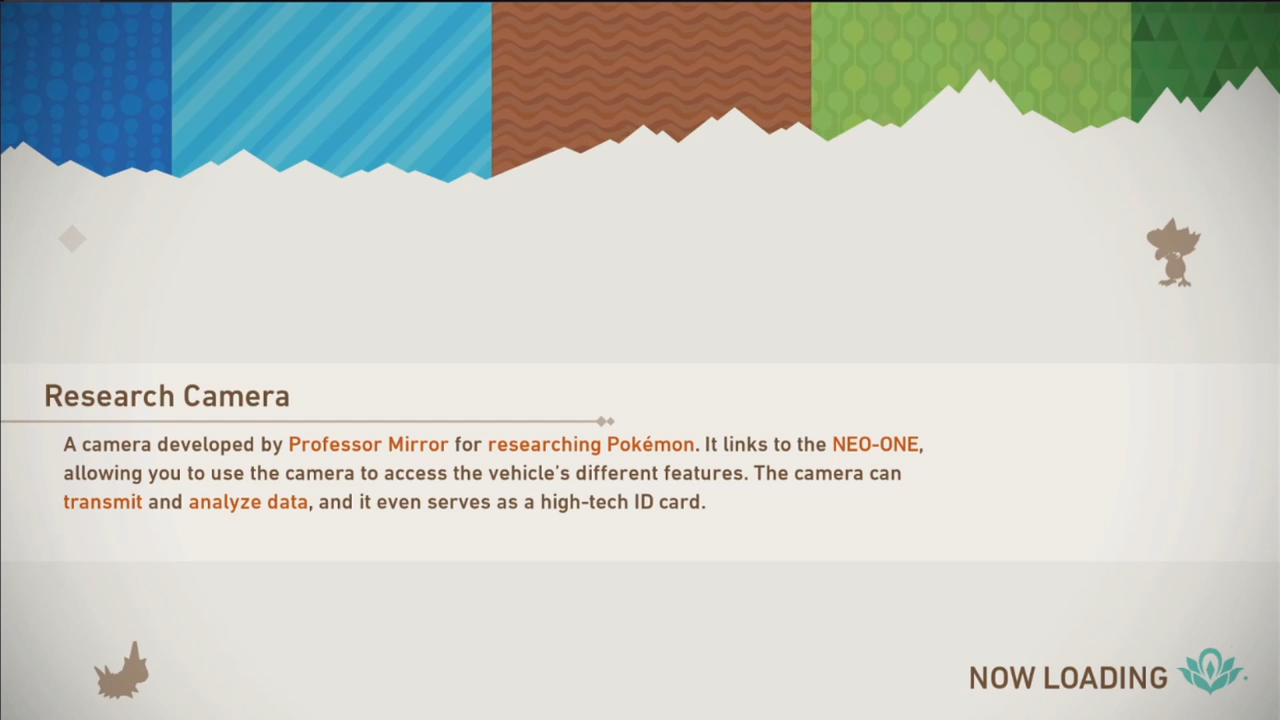 Research Camera
A camera developed by Professor Mirror for researching Pokémon. It links to the NEO-ONE,
allowing you to use the camera to access the vehicle's different features. The camera can
transmit and analyze data, and it even serves as a high-tech ID card.
NOW LOADING